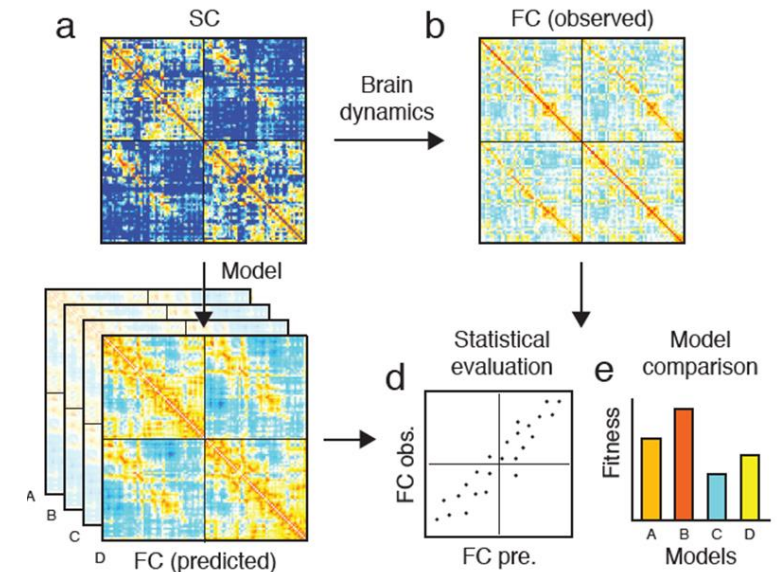 a
SC
b
FC (observed)
Brain
dynamics
Model
A
B
C
D
FC (predicted)
d
Statistical
evaluation
FC obs.
FC pre.
e
Model
comparison
Fitness
A B C D
Models